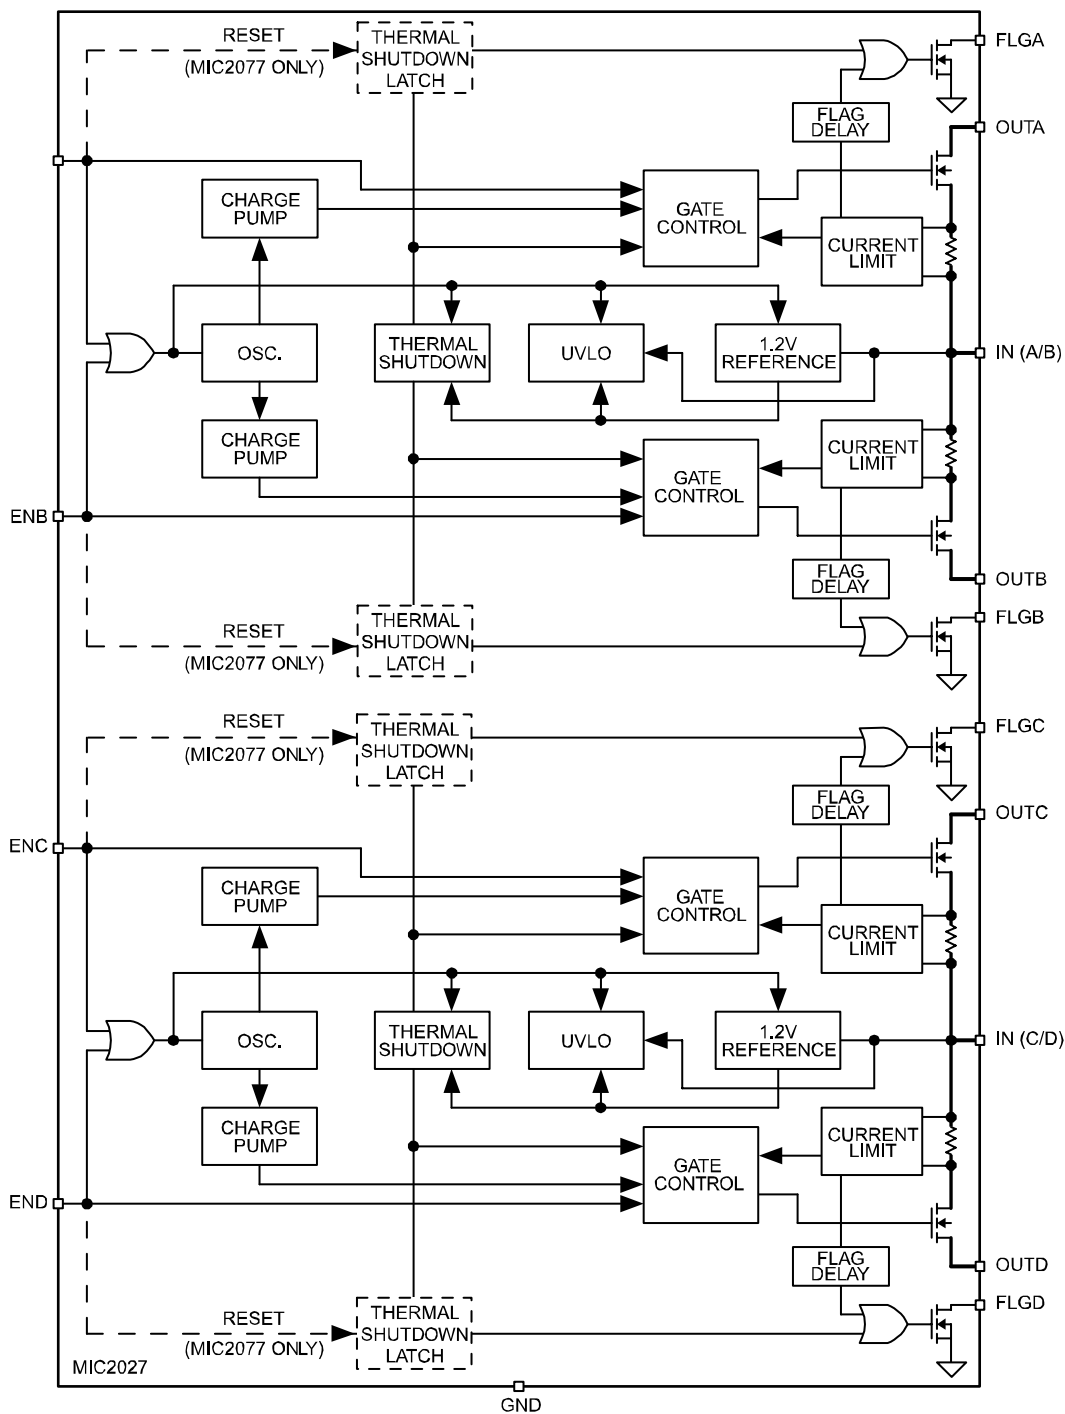 RESET
(MIC2077 ONLY)
THERMAL
SHUTDOWN
LATCH
FLGA
FLAG
DELAY
OUTA
CHARGE
PUMP
GATE
CONTROL
CURRENT
LIMIT
OSC.
THERMAL
SHUTDOWN
UVLO
1.2V
REFERENCE
IN (A/B)
CHARGE
PUMP
GATE
CONTROL
CURRENT
LIMIT
ENB
FLAG
DELAY
OUTB
RESET
(MIC2077 ONLY)
THERMAL
SHUTDOWN
LATCH
FLGB
RESET
(MIC2077 ONLY)
THERMAL
SHUTDOWN
LATCH
FLGC
FLAG
DELAY
OUTC
ENC
CHARGE
PUMP
GATE
CONTROL
CURRENT
LIMIT
OSC.
THERMAL
SHUTDOWN
UVLO
1.2V
REFERENCE
IN (C/D)
CHARGE
PUMP
GATE
CONTROL
CURRENT
LIMIT
END
FLAG
DELAY
OUTD
RESET
(MIC2077 ONLY)
THERMAL
SHUTDOWN
LATCH
FLGD
MIC2027
GND